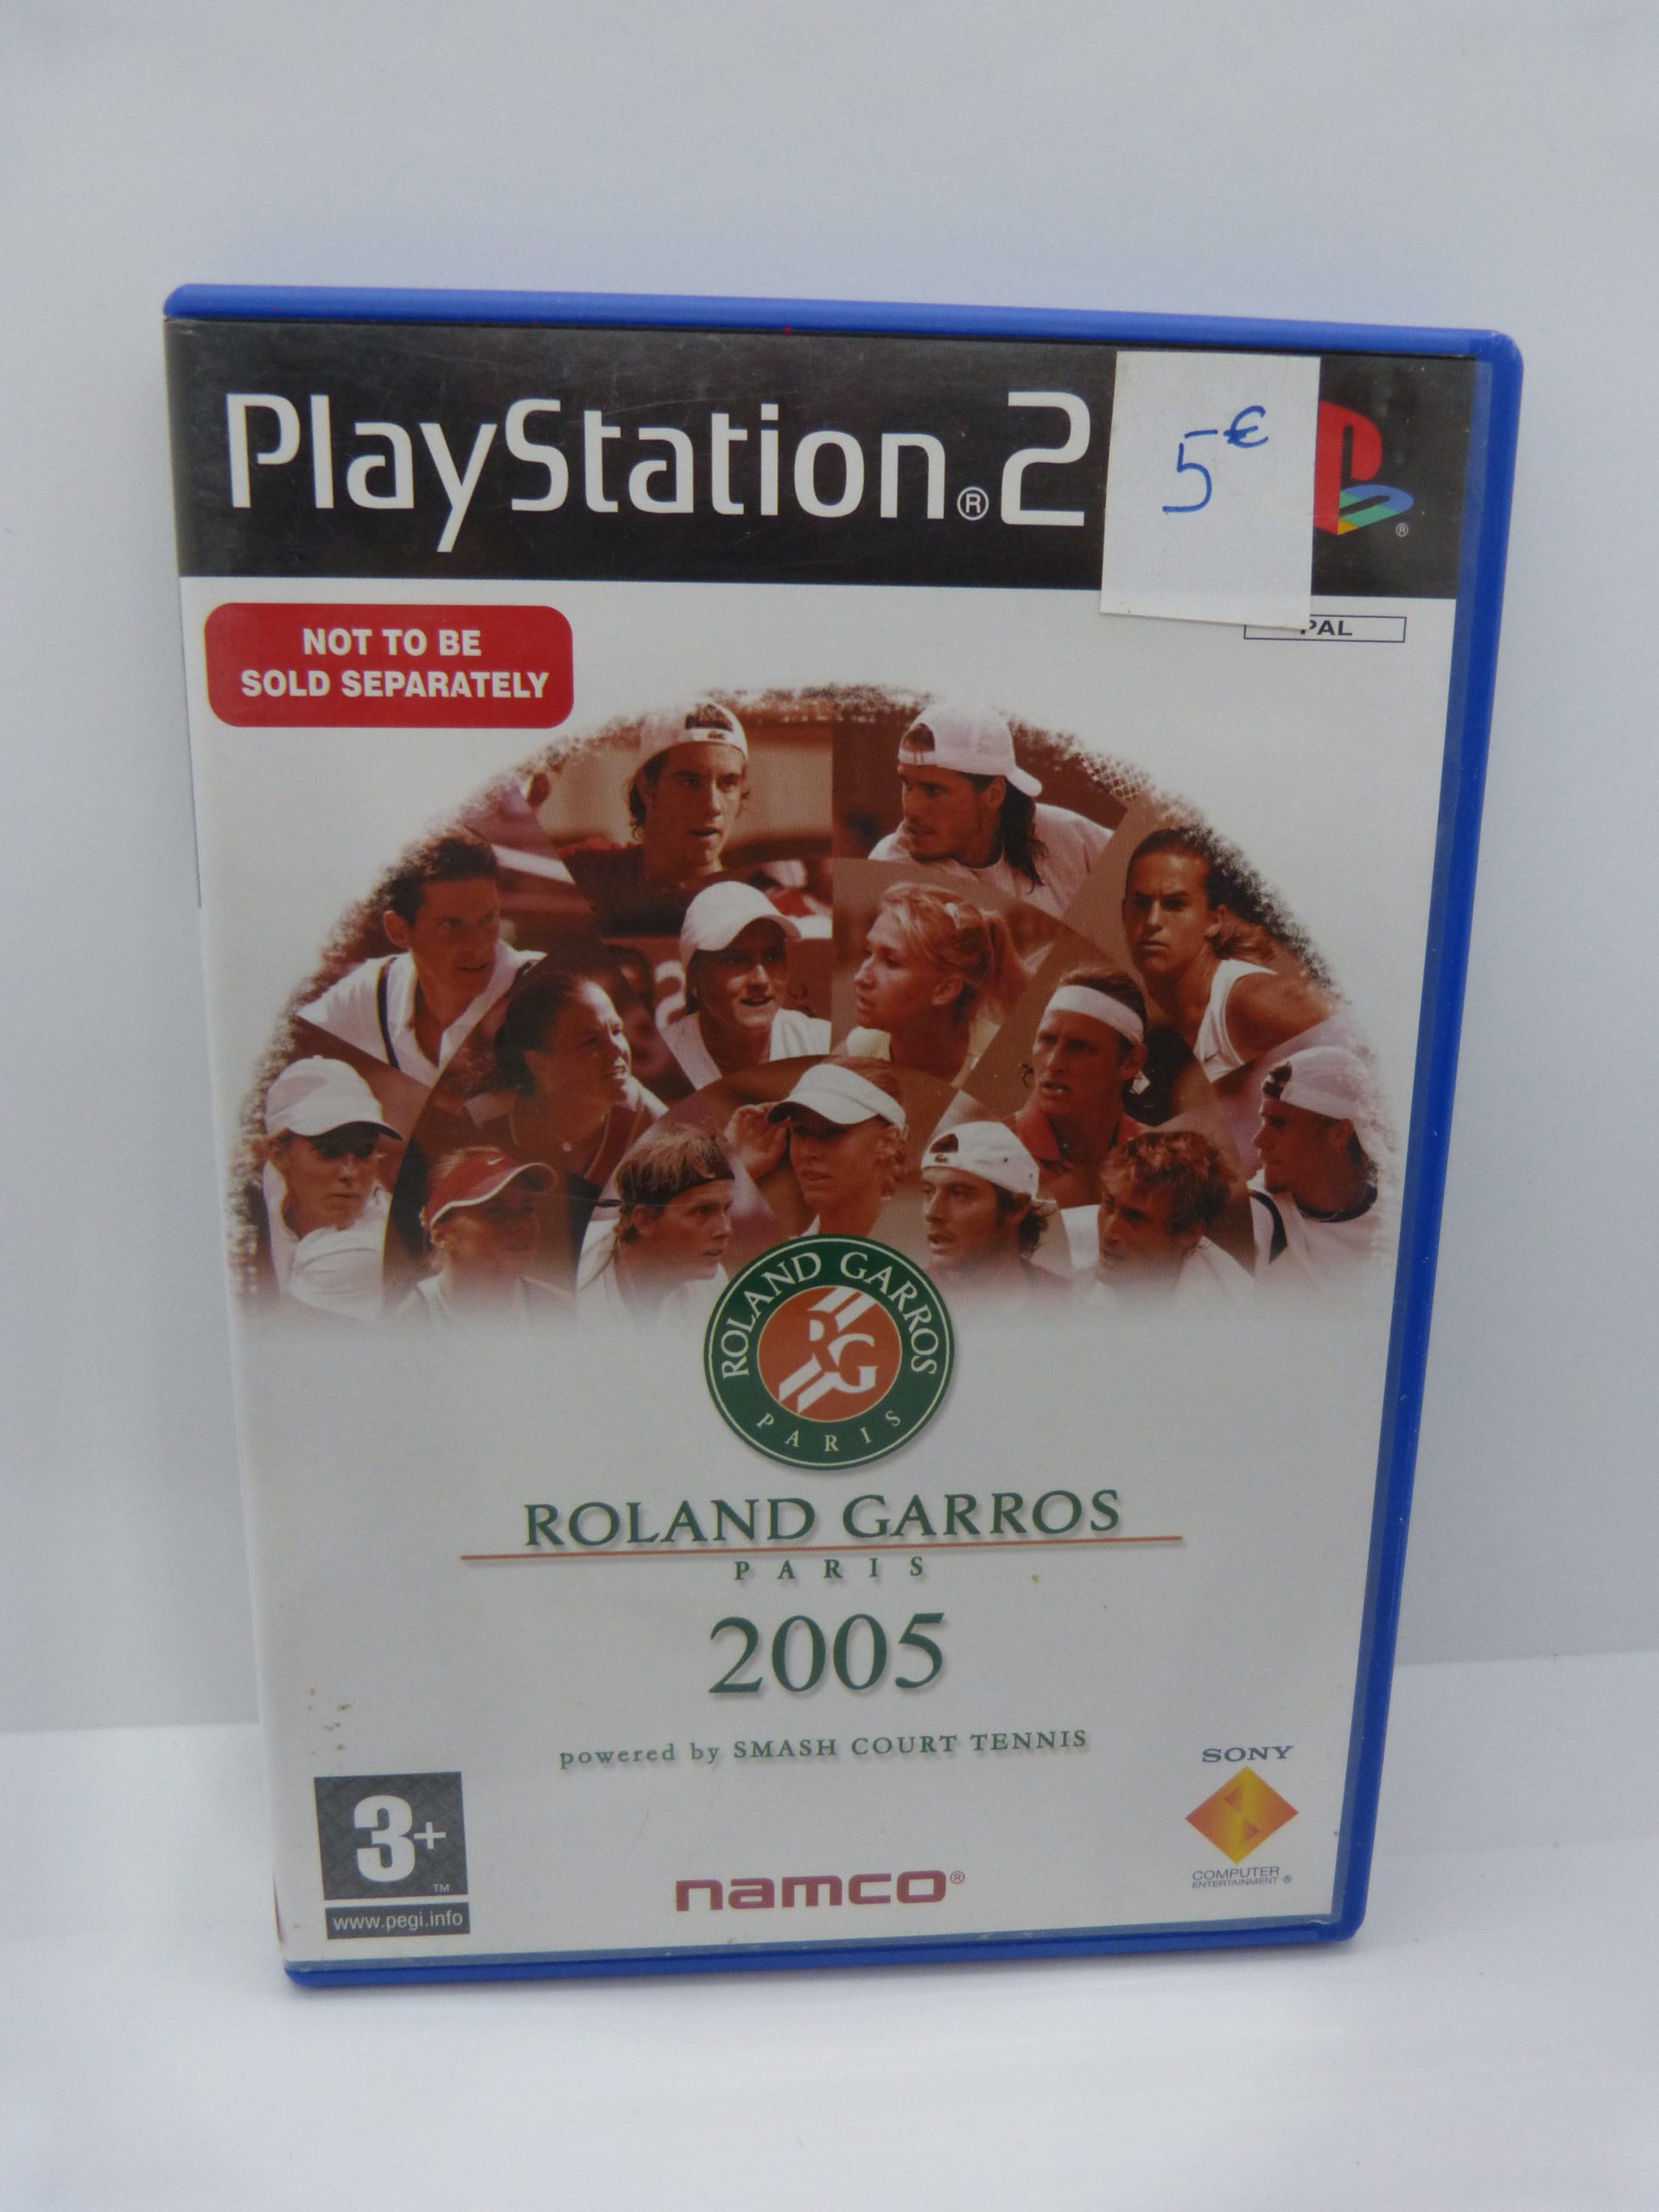 PlayStation®2
5€
®
PAL
NOT TO BE
SOLD SEPARATELY
ROLAND GARROS
RG
PARIS
ROLAND GARROS
PARIS
2005
powered by SMASH COURT TENNIS
SONY
COMPUTER
ENTERTAINMENT®
3+
™
www.pegi.info
namco®